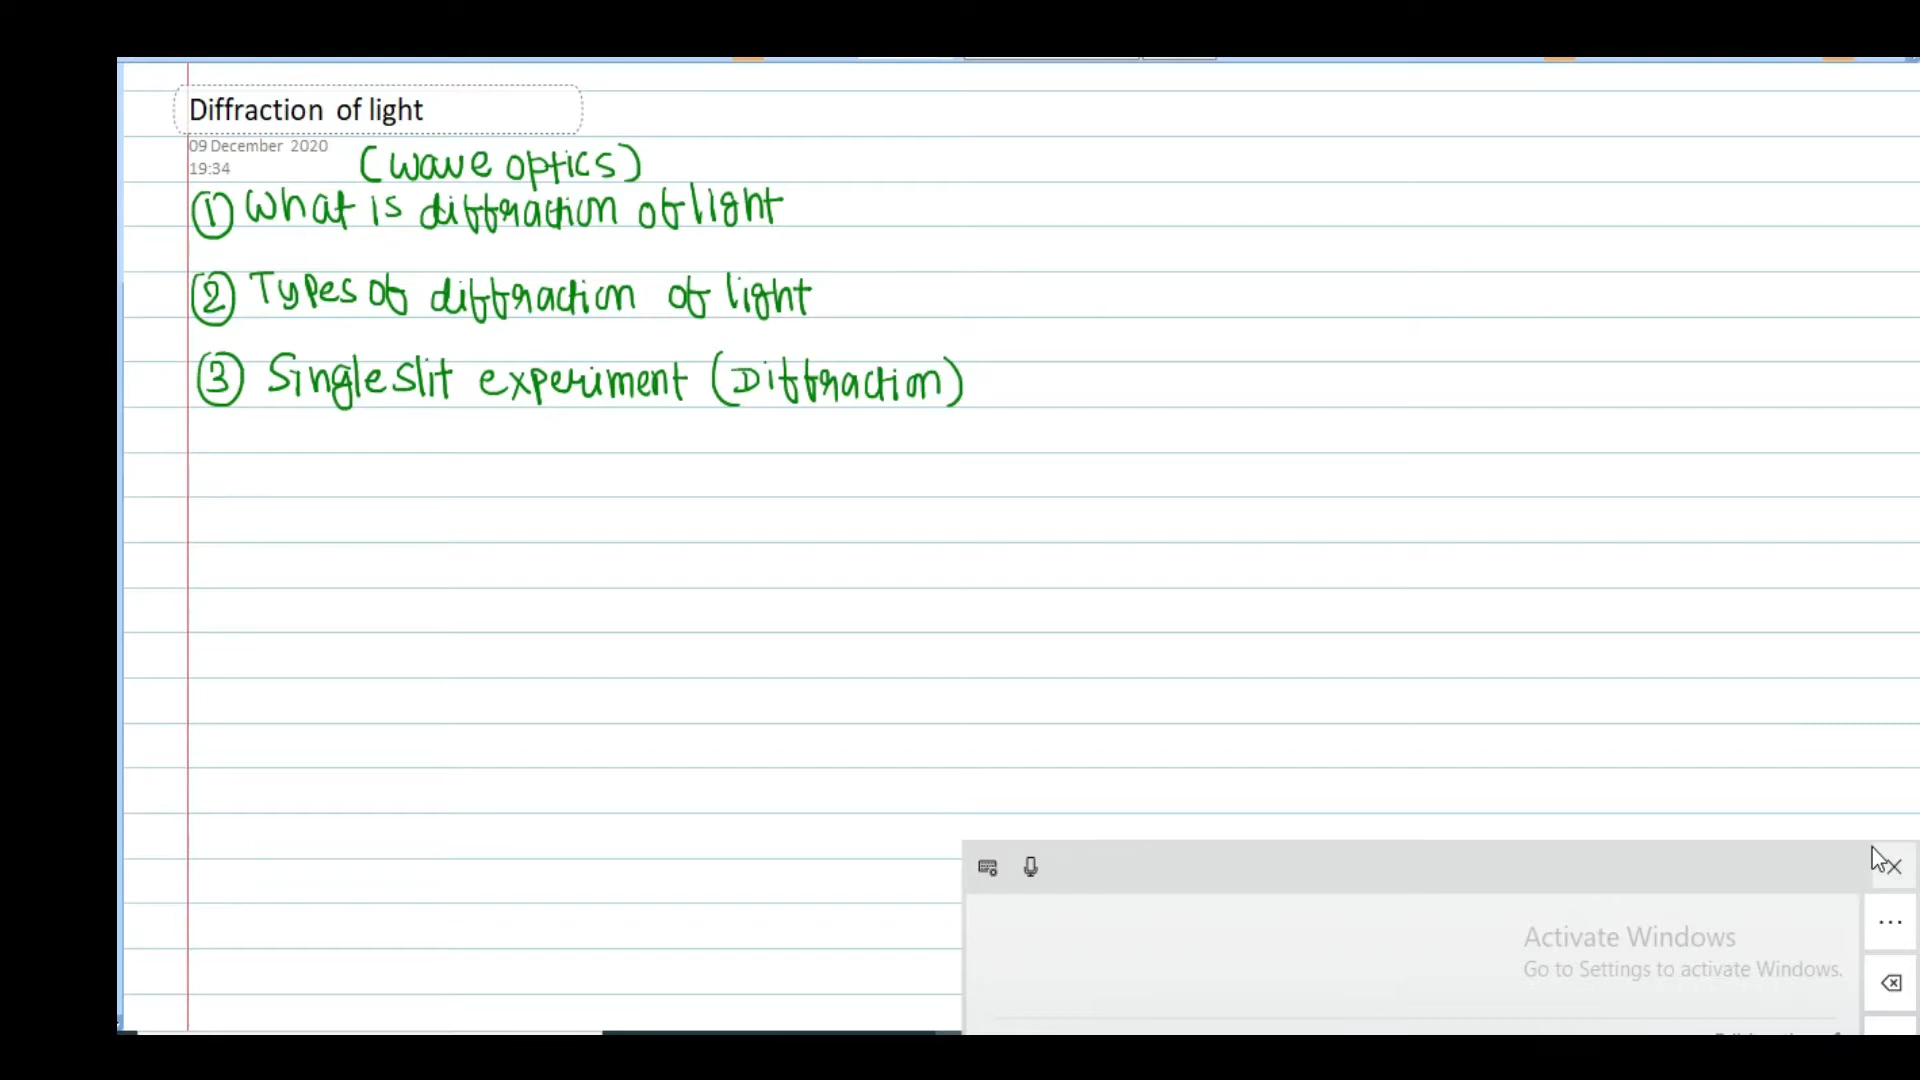 Diffraction of light
09 December 2020
19:34
(wave optics)
① What is diffraction of light
② Types of diffraction of light
③ Single slit experiment (Diffraction)
Activate Windows
Go to Settings to activate Windows.